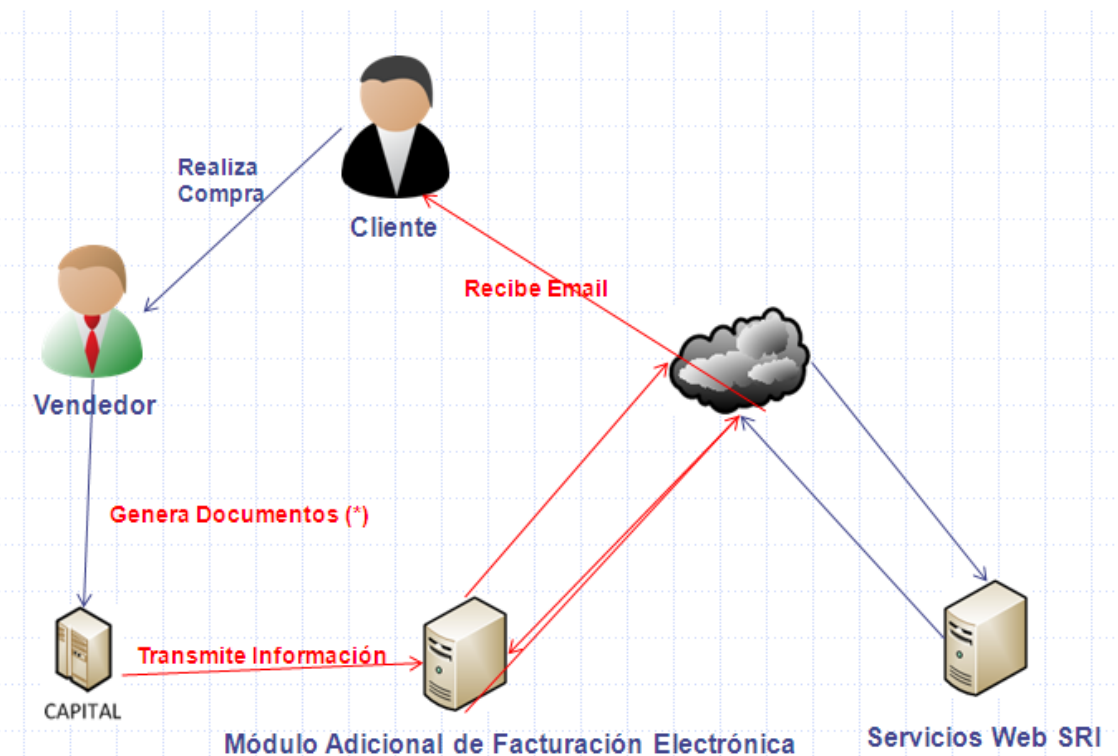 Realiza
Compra
Cliente
Recibe Email
Vendedor
Genera Documentos (*)
Transmite Información
CAPITAL
Módulo Adicional de Facturación Electrónica
Servicios Web SRI